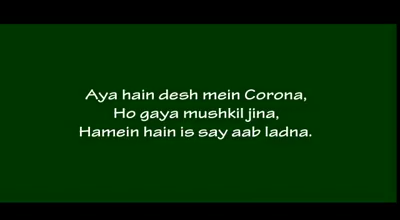 Aya hain desh mein Corona,
Ho gaya mushkil jina,
Hamein hain is say aab ladna.